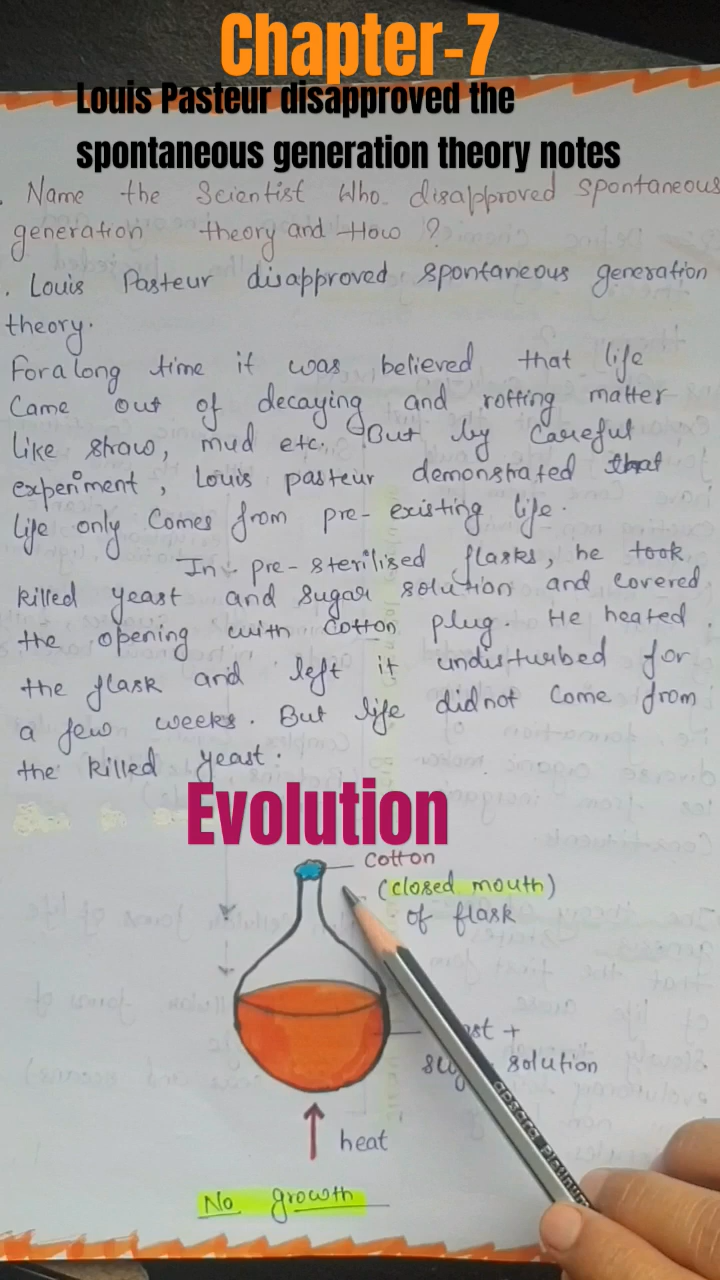 Chapter-7
Louis Pasteur disapproved the
spontaneous generation theory notes
. Name the Scientist Who disapproved spontaneous
generation theory and How ?
. Louis Pasteur disapproved spontaneous generation
theory.
For a long time it was believed that life
Came out of decaying and rotting matter
like straw, mud etc. But by careful
experiment, Louis pasteur demonstrated that
life only Comes from pre-existing life.
In pre-sterilised flasks, he took
killed yeast and sugar solution and covered
the opening with cotton plug. He heated
the flask and left it undisturbed for
a few weeks. But life did not come from
the killed yeast.
Evolution
Cotton
(closed mouth)
of flask
+
solution
heat
No growth
apsara PLATINUM